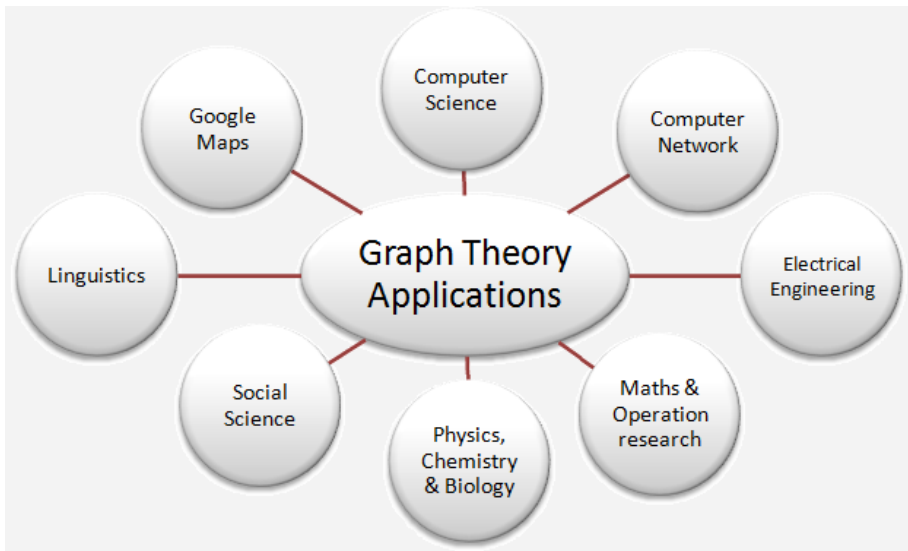 Computer
Science
Google
Maps
Computer
Network
Graph Theory
Applications
Linguistics
Electrical
Engineering
Social
Science
Physics,
Chemistry
& Biology
Maths &
Operation
research